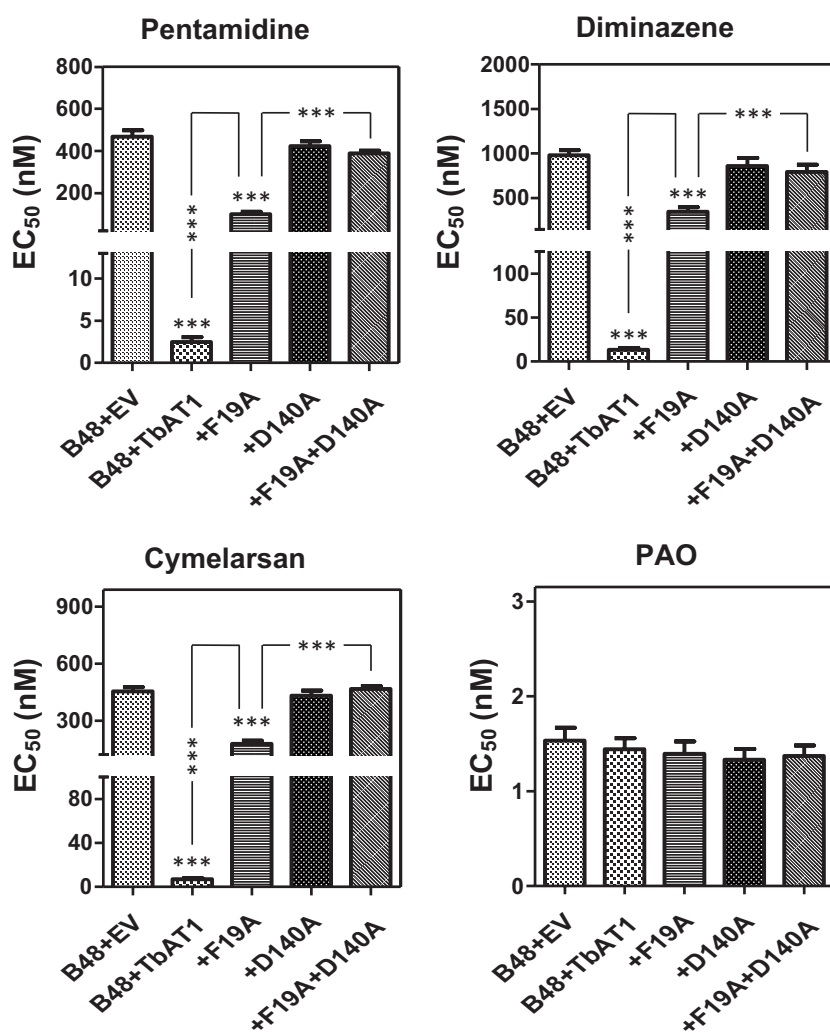 Pentamidine
EC50 (nM)
800
600
400
200
10
5
0
***
***
***
***
B48+EV
B48+TbAT1
+F19A
+D140A
+F19A+D140A
Diminazene
EC50 (nM)
2000
1500
1000
500
100
50
0
***
***
***
***
B48+EV
B48+TbAT1
+F19A
+D140A
+F19A+D140A
Cymelarsan
EC50 (nM)
900
600
300
80
40
0
***
***
***
***
B48+EV
B48+TbAT1
+F19A
+D140A
+F19A+D140A
PAO
EC50 (nM)
3
2
1
0
B48+EV
B48+TbAT1
+F19A
+D140A
+F19A+D140A